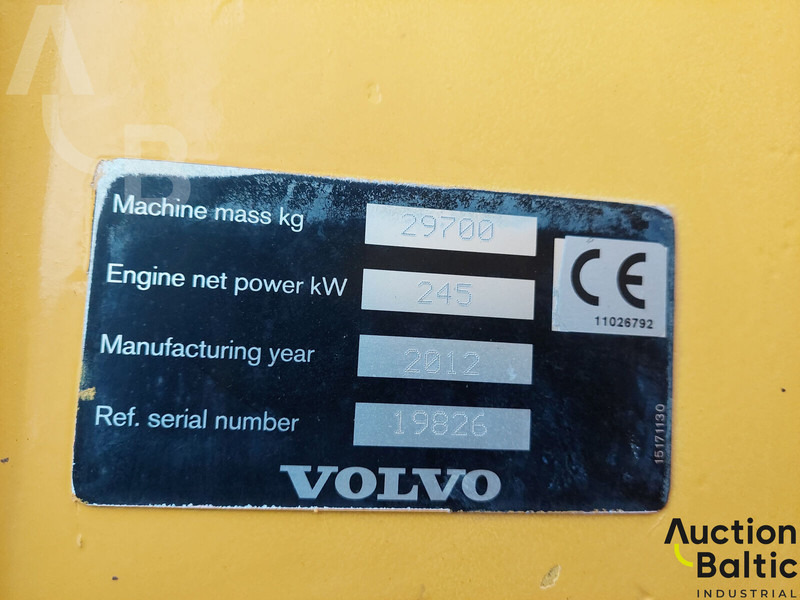 Machine mass kg 29700
Engine net power kW 245
Manufacturing year 2012
Ref. serial number 19826
VOLVO
CE
11026792
15171130
A
B
Auction
Baltic
INDUSTRIAL